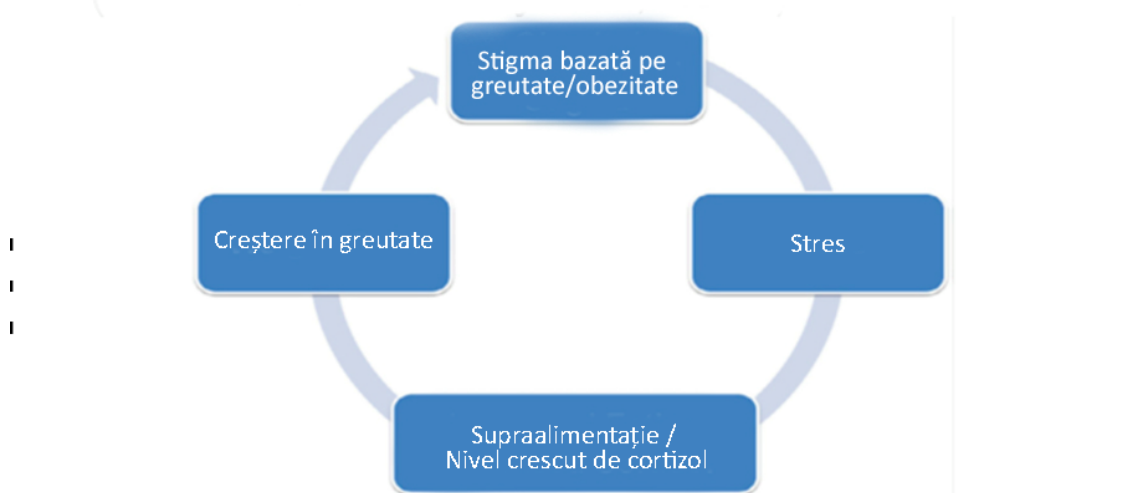 Stigma bazată pe
greutate/obezitate
Creștere în greutate
Stres
Supraalimentație /
Nivel crescut de cortizol